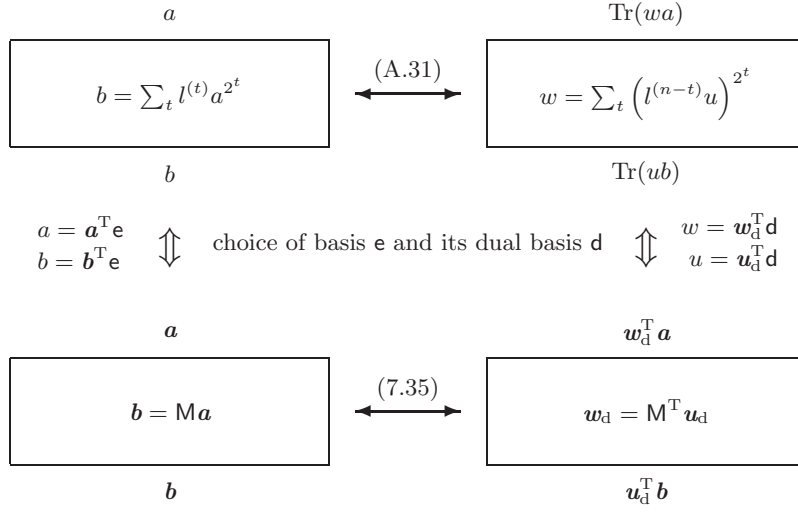 a Tr(wa)
b = ∑_t l^{(t)} a^{2^t} (A.31) w = ∑_t (l^{(n−t)} u)^{2^t}
b Tr(ub)
a = a^T e w = w_d^T d
choice of basis e and its dual basis d
b = b^T e u = u_d^T d
a w_d^T a
b = Ma (7.35) w_d = M^T u_d
b u_d^T b